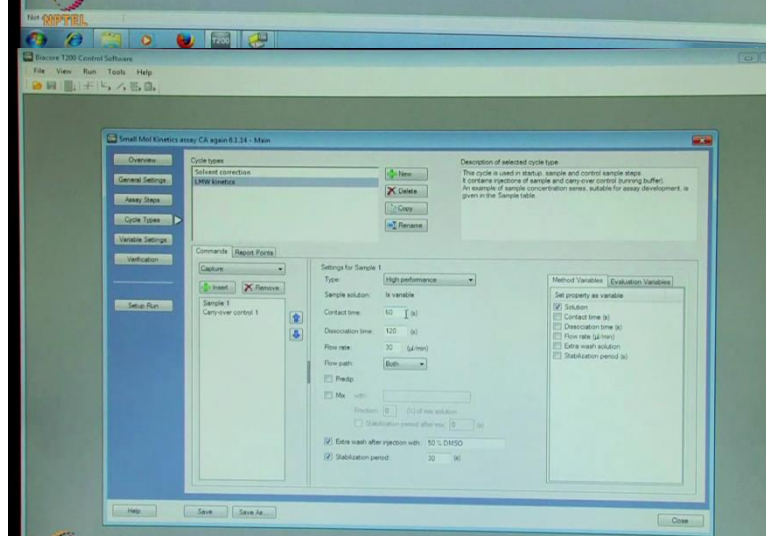 Not
NPTEL
T200
Biacore T200 Control Software
File View Run Tools Help
Small Mol Kinetics assay CA again 6.1.14 - Main
Overview
General Settings
Assay Steps
Cycle Types
Variable Settings
Verification
Setup Run
Cycle types
Solvent correction
LMW kinetics
New
Delete
Copy
Rename
Description of selected cycle type
This cycle is used in startup, sample and control sample steps.
It contains injections of sample and carry-over control (running buffer).
An example of sample concentration series, suitable for assay development, is
given in the Sample table.
Commands Report Points
Capture
Insert Remove
Sample 1
Carry-over control 1
Settings for Sample 1
Type: High performance
Sample solution: Is variable
Contact time: 60 (s)
Dissociation time: 120 (s)
Flow rate: 30 (µl/min)
Flow path: Both
Predip
Mix with:
Fraction: 0 (%) of mix solution
Stabilization period after mix: 0 (s)
Extra wash after injection with: 50 % DMSO
Stabilization period: 30 (s)
Method Variables Evaluation Variables
Set property as variable
Solution
Contact time (s)
Dissociation time (s)
Flow rate (µl/min)
Extra wash solution
Stabilization period (s)
Help Save Save As... Close